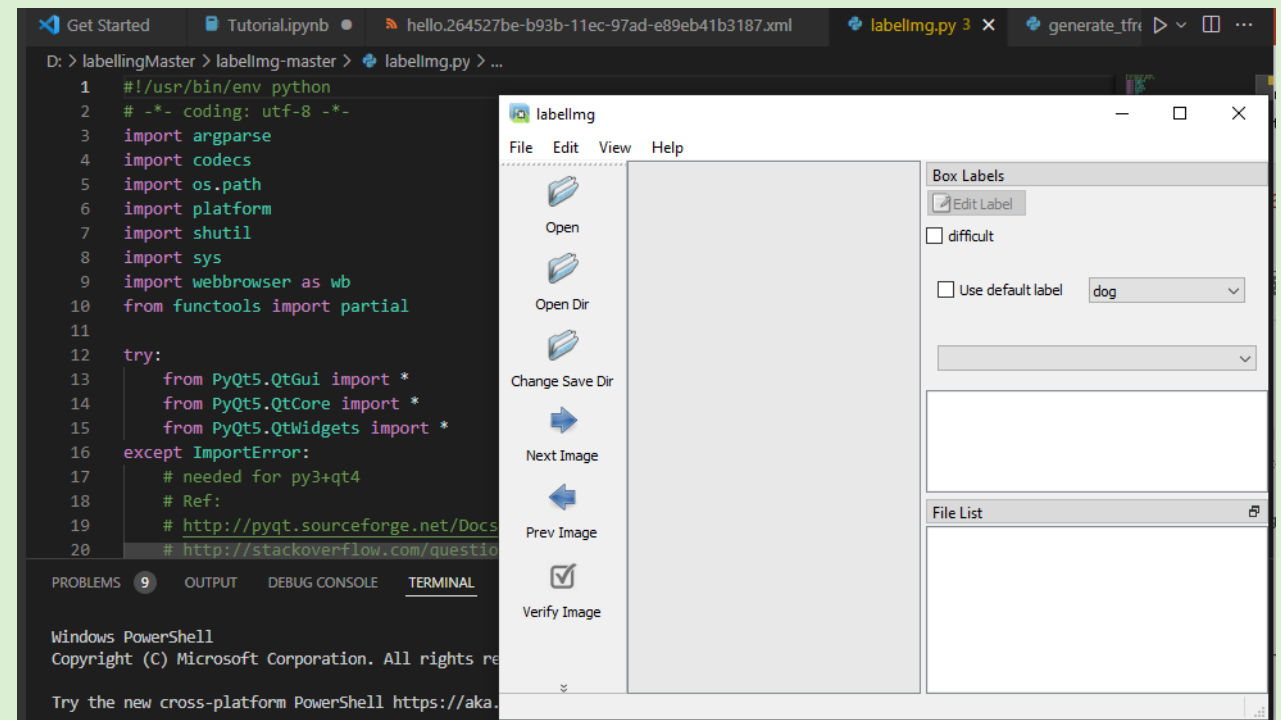 Get Started Tutorial.ipynb hello.264527be-b93b-11ec-97ad-e89eb41b3187.xml labelImg.py 3 generate_tfre
D: > labellingMaster > labelImg-master > labelImg.py > ...
1 #!/usr/bin/env python
2 # -*- coding: utf-8 -*-
3 import argparse
4 import codecs
5 import os.path
6 import platform
7 import shutil
8 import sys
9 import webbrowser as wb
10 from functools import partial
11
12 try:
13 from PyQt5.QtGui import *
14 from PyQt5.QtCore import *
15 from PyQt5.QtWidgets import *
16 except ImportError:
17 # needed for py3+qt4
18 # Ref:
19 # http://pyqt.sourceforge.net/Docs
20 # http://stackoverflow.com/questio
PROBLEMS 9 OUTPUT DEBUG CONSOLE TERMINAL
Windows PowerShell
Copyright (C) Microsoft Corporation. All rights re
Try the new cross-platform PowerShell https://aka.
labelImg
File Edit View Help
Open
Open Dir
Change Save Dir
Next Image
Prev Image
Verify Image
Box Labels
Edit Label
difficult
Use default label dog
File List